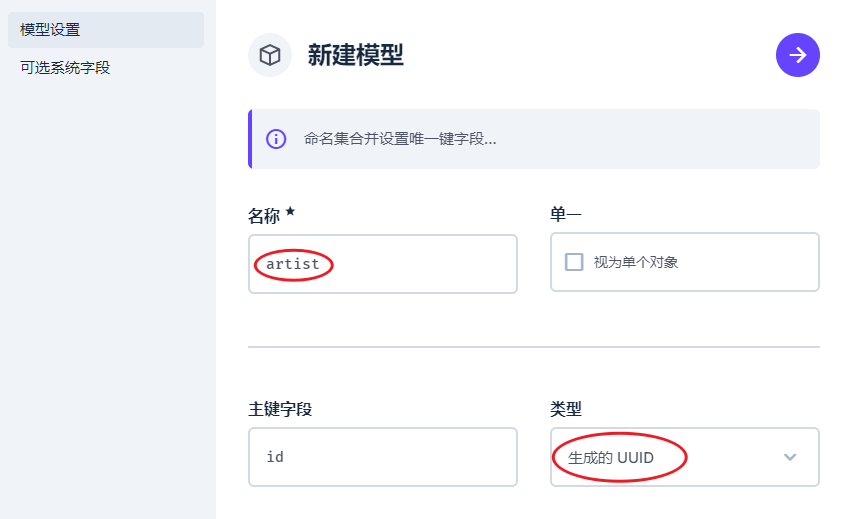 模型设置
可选系统字段
新建模型
命名集合并设置唯一键字段...
名称 ★
单一
artist
视为单个对象
主键字段
类型
id
生成的 UUID